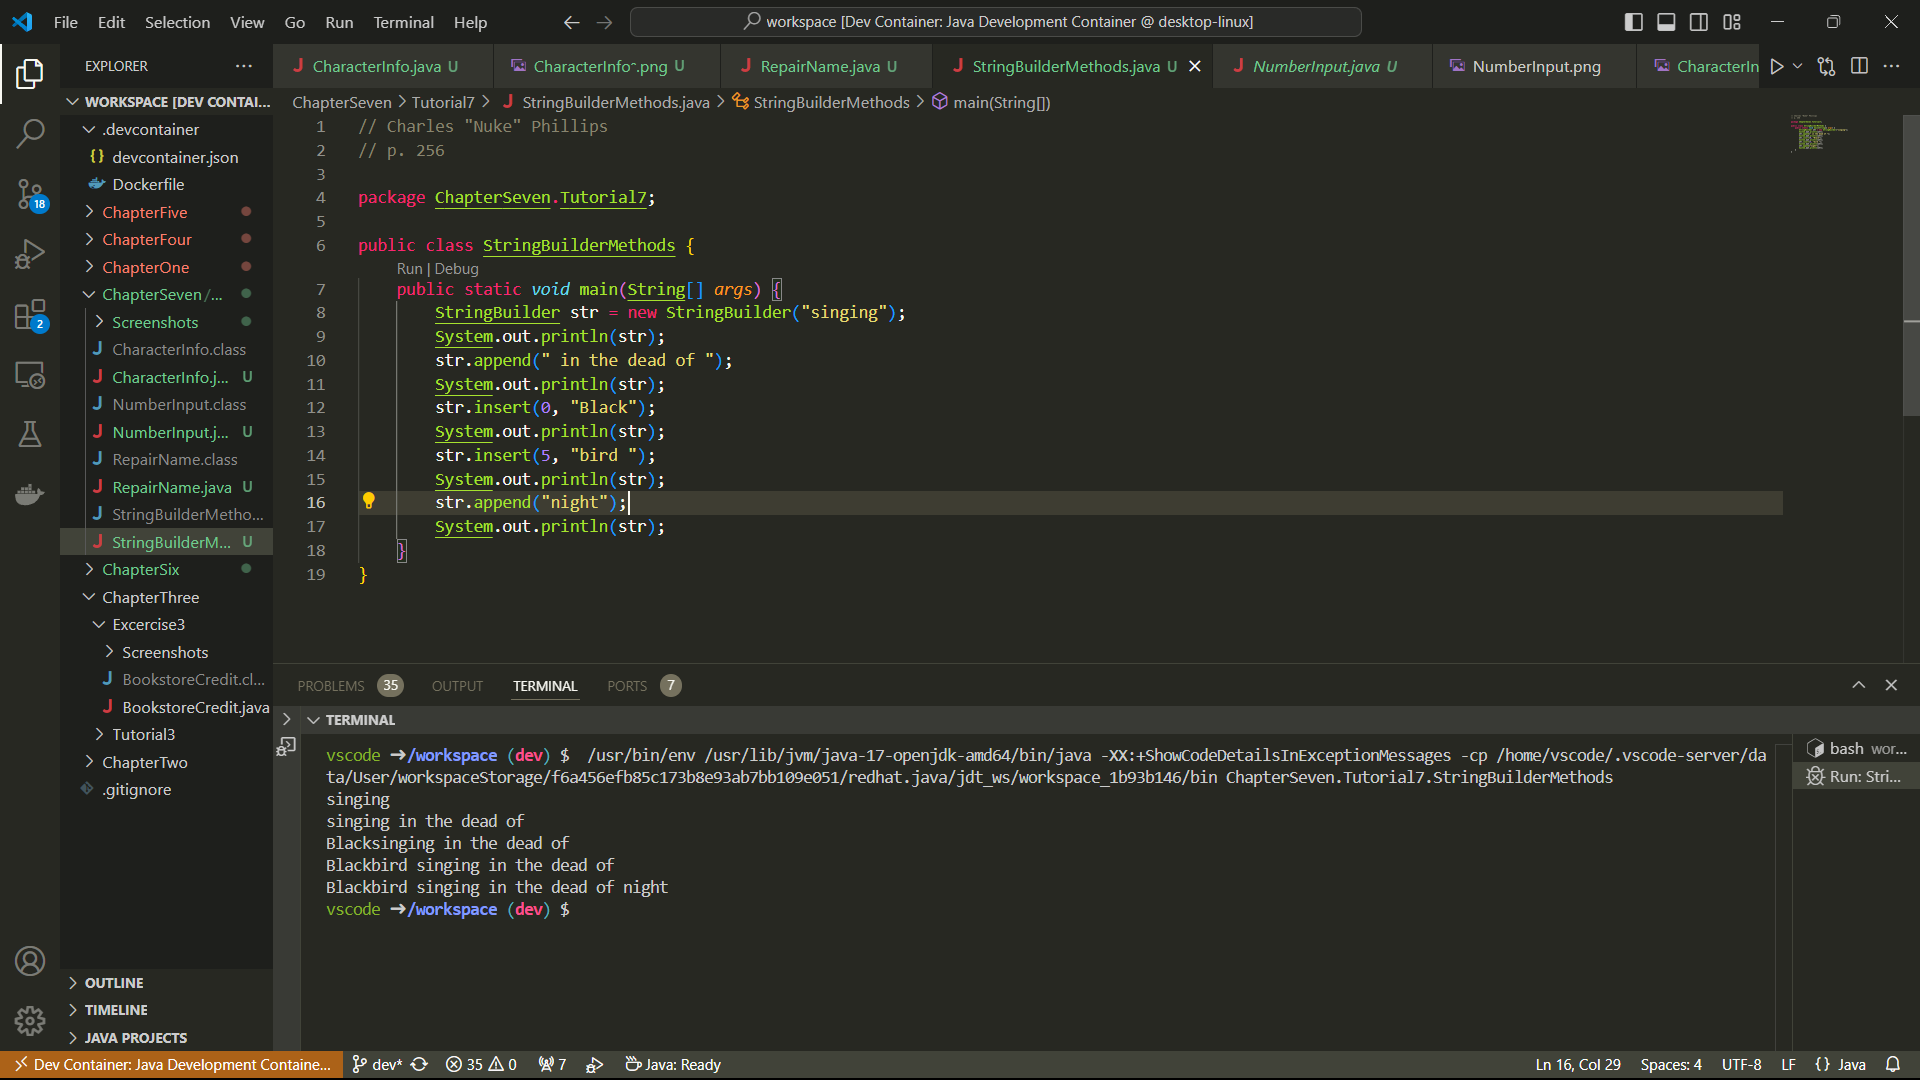 File Edit Selection View Go Run Terminal Help
workspace [Dev Container: Java Development Container @ desktop-linux]
EXPLORER
CharacterInfo.java U
CharacterInfo^.png U
RepairName.java U
StringBuilderMethods.java U
NumberInput.java U
NumberInput.png
CharacterIn
WORKSPACE [DEV CONTAI...
ChapterSeven > Tutorial7 > StringBuilderMethods.java > StringBuilderMethods > main(String[])
.devcontainer
devcontainer.json
Dockerfile
ChapterFive
ChapterFour
ChapterOne
ChapterSeven/...
Screenshots
CharacterInfo.class
CharacterInfo.j... U
NumberInput.class
NumberInput.j... U
RepairName.class
RepairName.java U
StringBuilderMetho...
StringBuilderM... U
ChapterSix
ChapterThree
Excercise3
Screenshots
BookstoreCredit.cl...
BookstoreCredit.java
Tutorial3
ChapterTwo
.gitignore
OUTLINE
TIMELINE
JAVA PROJECTS
18
2
1 // Charles "Nuke" Phillips
2 // p. 256
3
4 package ChapterSeven.Tutorial7;
5
6 public class StringBuilderMethods {
Run | Debug
7 public static void main(String[] args) {
8 StringBuilder str = new StringBuilder("singing");
9 System.out.println(str);
10 str.append(" in the dead of ");
11 System.out.println(str);
12 str.insert(0, "Black");
13 System.out.println(str);
14 str.insert(5, "bird ");
15 System.out.println(str);
16 str.append("night");
17 System.out.println(str);
18 }
19 }
PROBLEMS 35 OUTPUT TERMINAL PORTS 7
TERMINAL
vscode ➜/workspace (dev) $ /usr/bin/env /usr/lib/jvm/java-17-openjdk-amd64/bin/java -XX:+ShowCodeDetailsInExceptionMessages -cp /home/vscode/.vscode-server/da
ta/User/workspaceStorage/f6a456efb85c173b8e93ab7bb109e051/redhat.java/jdt_ws/workspace_1b93b146/bin ChapterSeven.Tutorial7.StringBuilderMethods
singing
singing in the dead of
Blacksinging in the dead of
Blackbird singing in the dead of
Blackbird singing in the dead of night
vscode ➜/workspace (dev) $
bash wor...
Run: Stri...
Dev Container: Java Development Containe... dev* 35 0 7 Java: Ready Ln 16, Col 29 Spaces: 4 UTF-8 LF {} Java